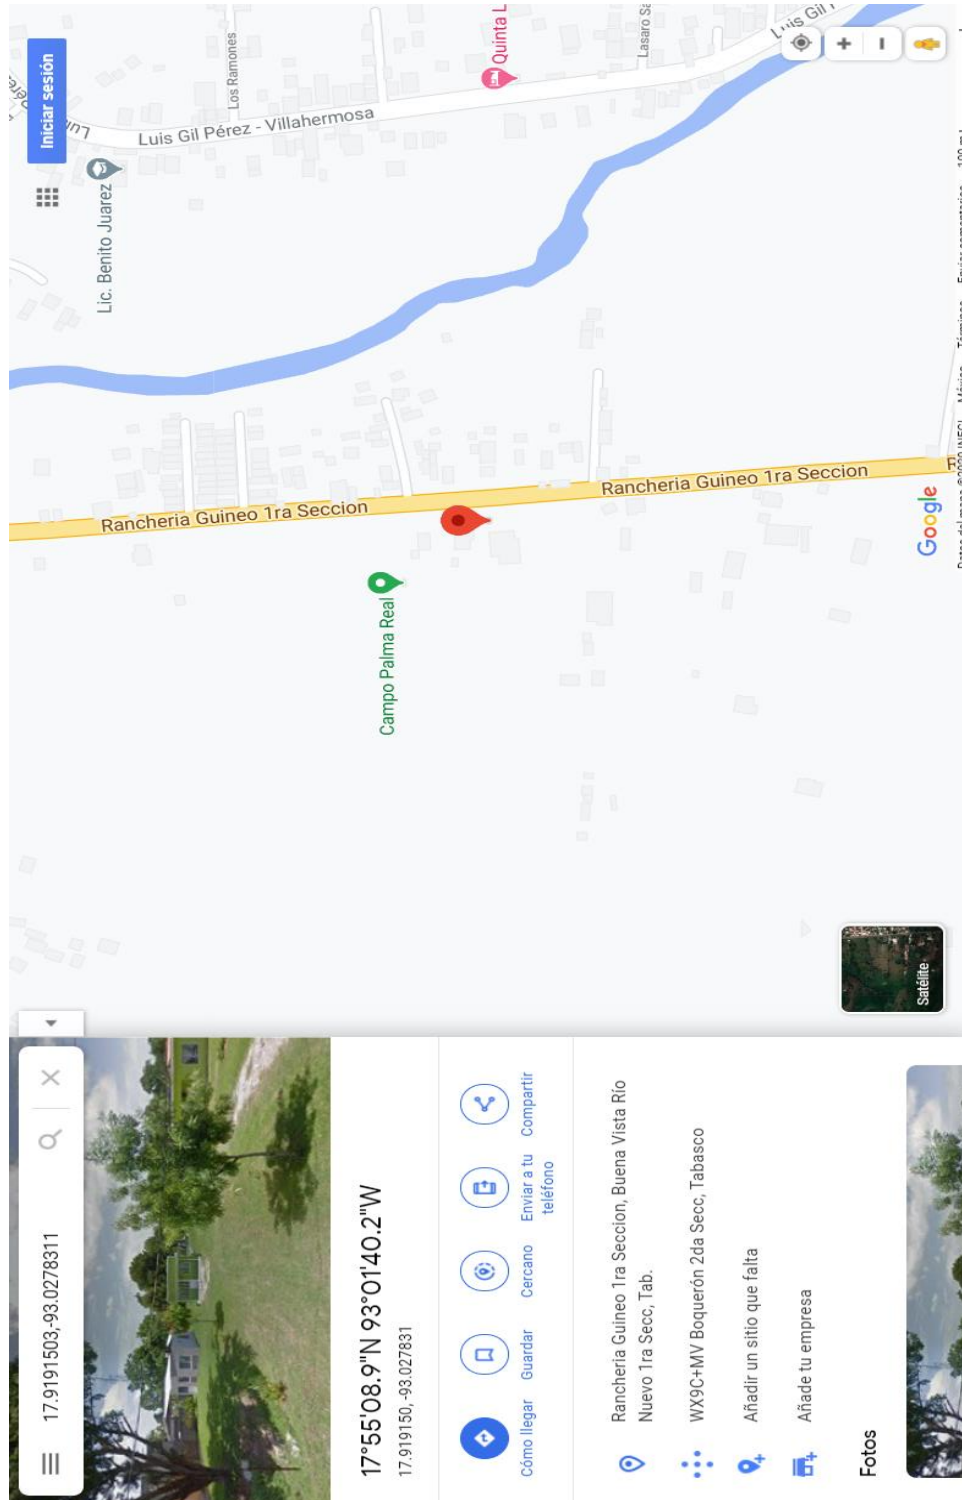 17.9191503,-93.0278311
17°55'08.9"N 93°01'40.2"W
17.919150, -93.027831
Cómo llegar
Guardar
Cercano
Enviar a tu
teléfono
Compartir
Rancheria Guineo 1ra Seccion, Buena Vista Río
Nuevo 1ra Secc, Tab.
WX9C+MV Boquerón 2da Secc, Tabasco
Añadir un sitio que falta
Añade tu empresa
Fotos
Satélite
Campo Palma Real
Rancheria Guineo 1ra Seccion
Rancheria Guineo 1ra Seccion
Lic. Benito Juarez
Luis Gil Pérez - Villahermosa
Los Ramones
Quinta L
Lasaro Sa
Luis Gil
Iniciar sesión
Google